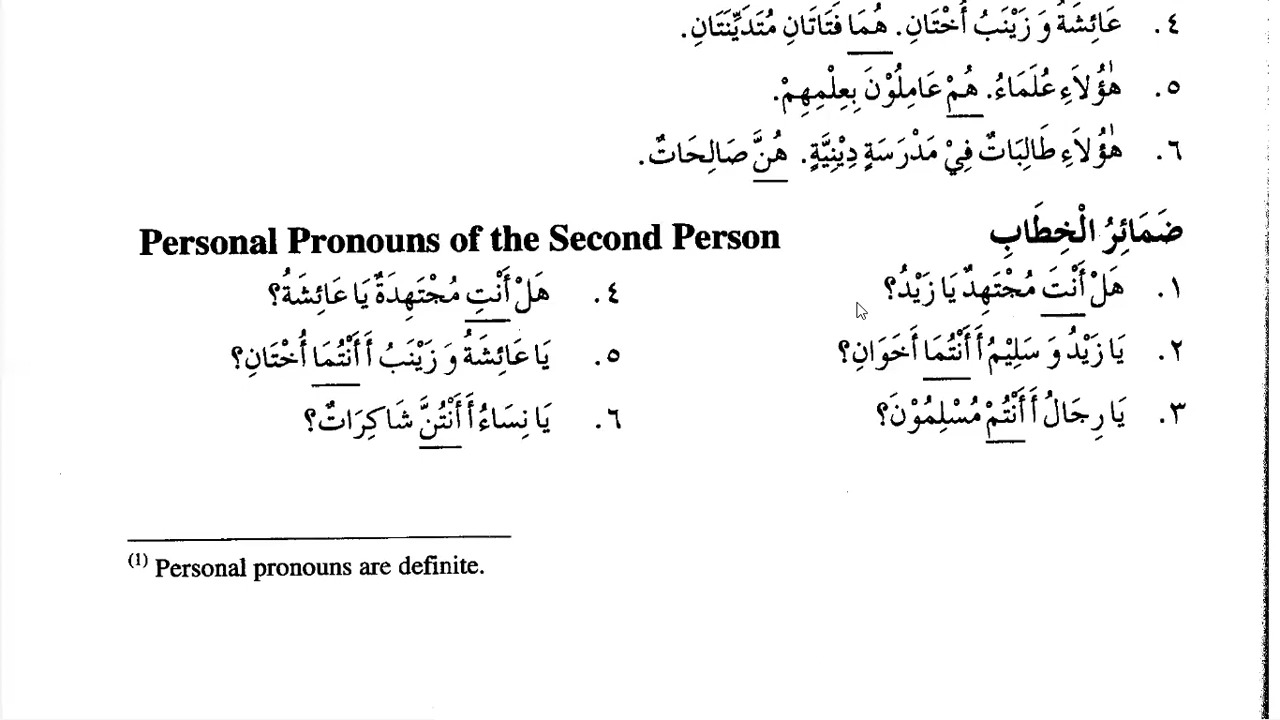 ٤. عَائِشَةُ وَ زَيْنَبُ أُخْتَانِ. هُمَا فَتَاتَانِ مُتَدَيِّنَتَانِ.
٥. هٰؤُلَاءِ عُلَمَاءُ. هُمْ عَامِلُوْنَ بِعِلْمِهِمْ.
٦. هٰؤُلَاءِ طَالِبَاتٌ فِيْ مَدْرَسَةٍ دِيْنِيَّةٍ. هُنَّ صَالِحَاتٌ.
ضَمَائِرُ الْخِطَابِ
Personal Pronouns of the Second Person
١. هَلْ أَنْتَ مُجْتَهِدٌ يَا زَيْدُ؟
٢. يَا زَيْدُ وَ سَلِيْمُ أَ أَنْتُمَا أَخَوَانِ؟
٣. يَا رِجَالُ أَ أَنْتُمْ مُسْلِمُوْنَ؟
٤. هَلْ أَنْتِ مُجْتَهِدَةٌ يَا عَائِشَةُ؟
٥. يَا عَائِشَةُ وَ زَيْنَبُ أَ أَنْتُمَا أُخْتَانِ؟
٦. يَا نِسَاءُ أَ أَنْتُنَّ شَاكِرَاتٌ؟
(1) Personal pronouns are definite.